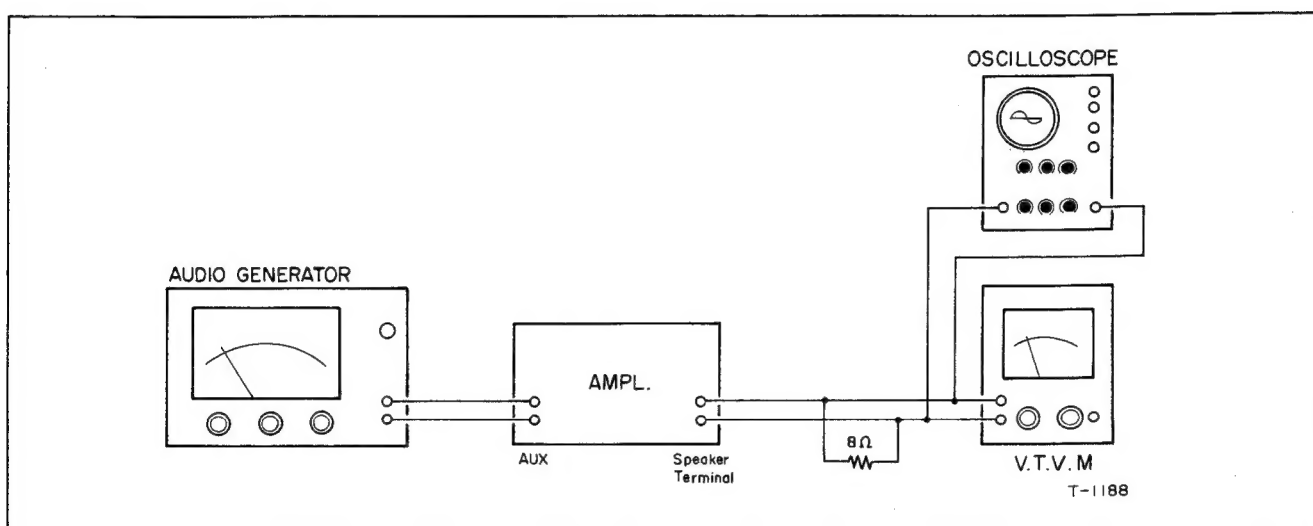 OSCILLOSCOPE
AUDIO GENERATOR
AMPL.
8Ω
AUX
Speaker
Terminal
V.T.V.M
T-1188